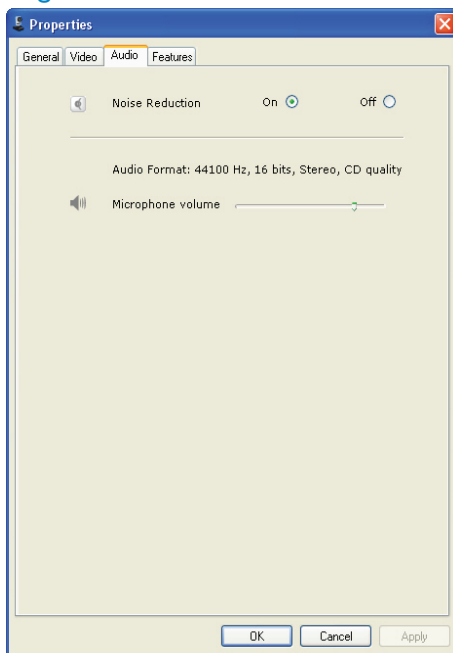 Properties
General Video Audio Features
Noise Reduction On Off
Audio Format: 44100 Hz, 16 bits, Stereo, CD quality
Microphone volume
OK Cancel Apply